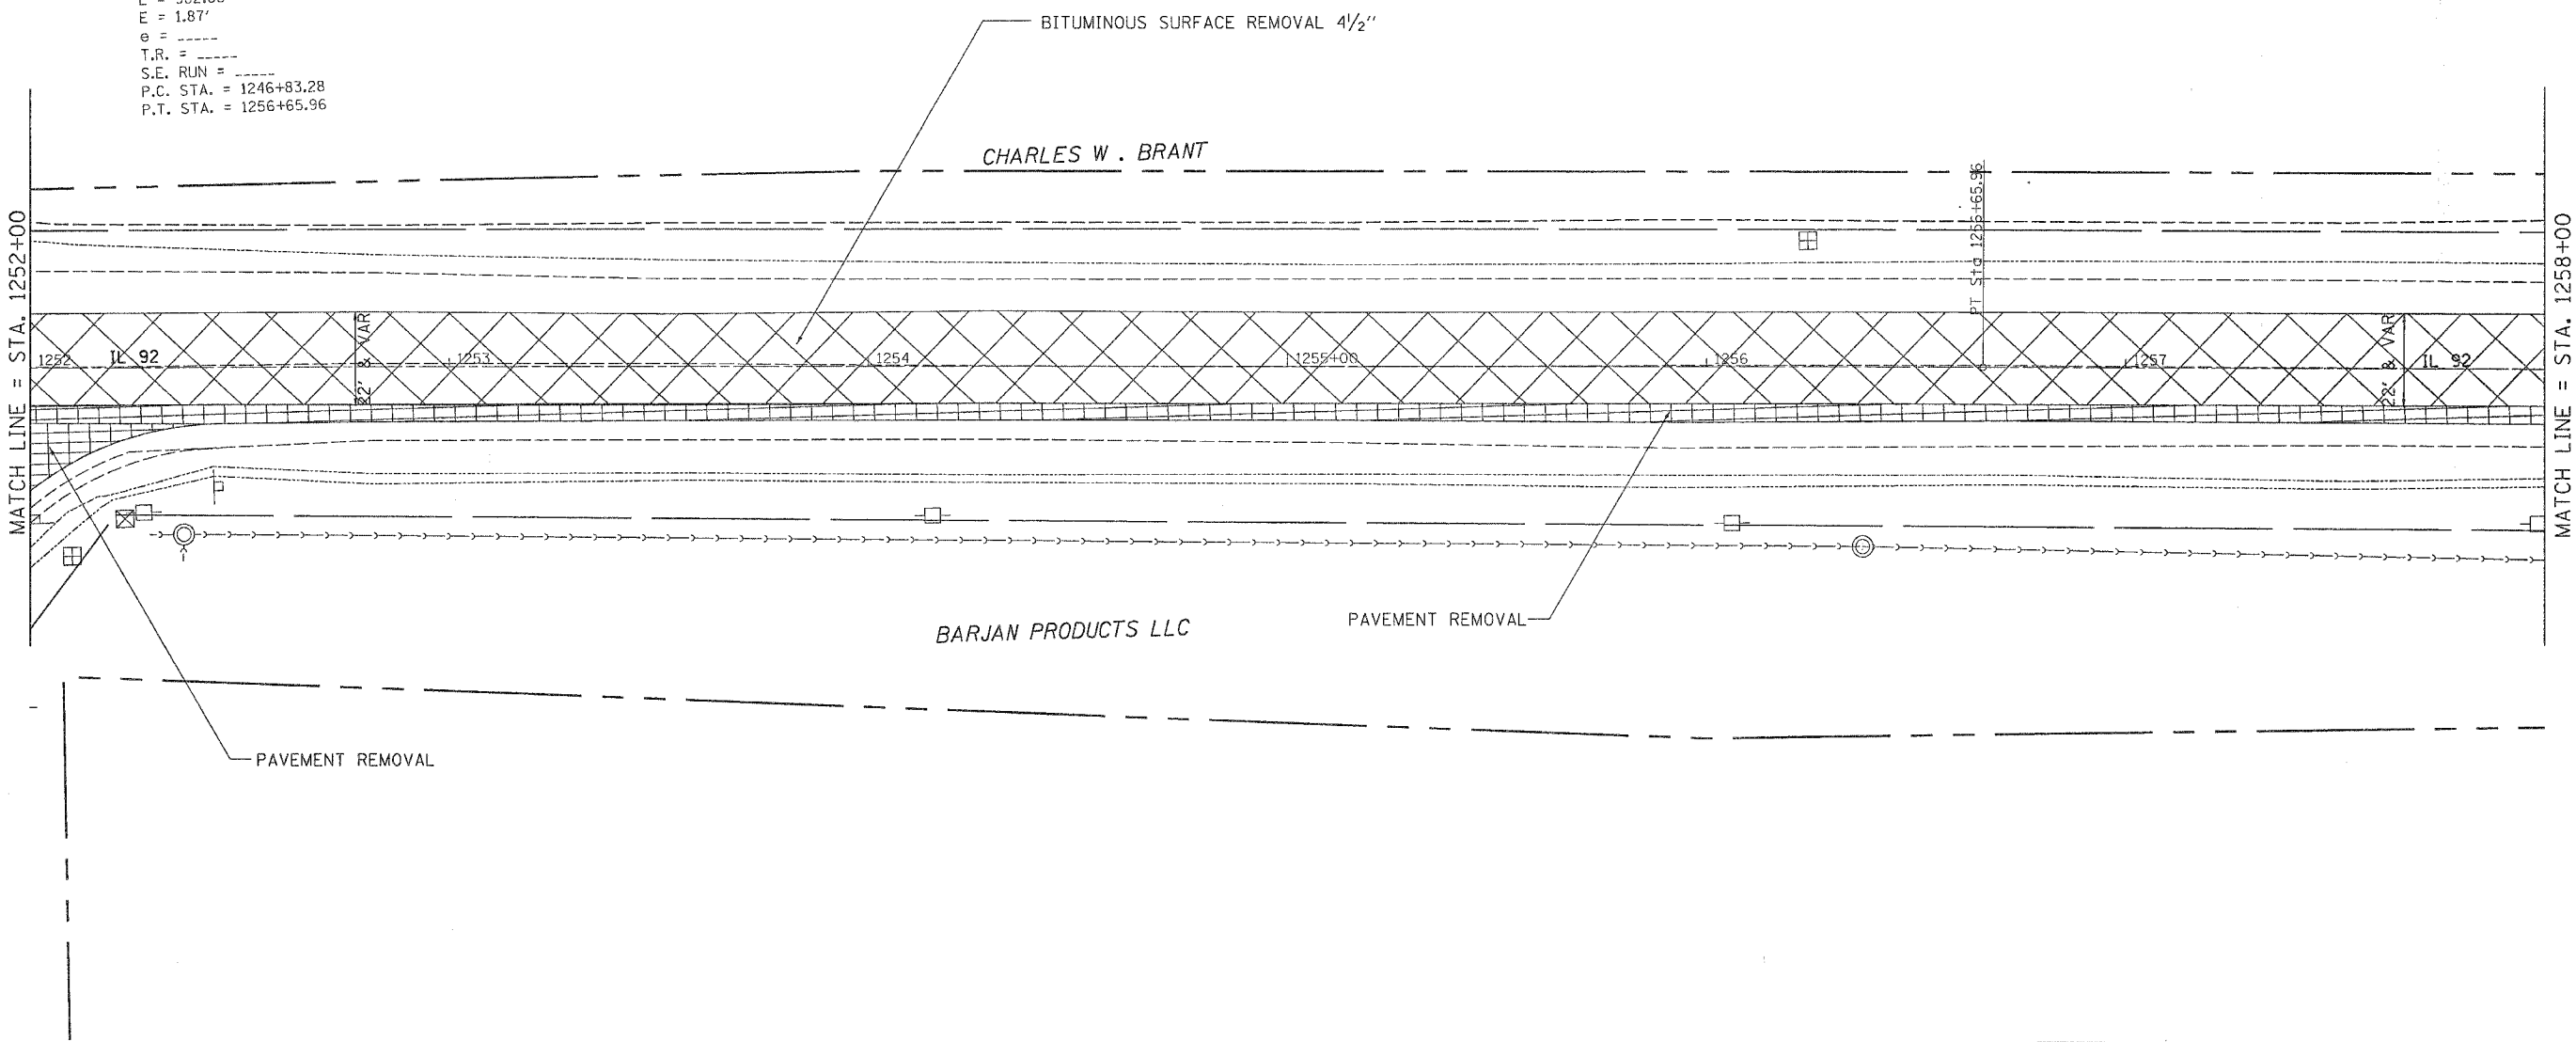 E = 1.87'
e = -----
T.R. = -----
S.E. RUN = -----
P.C. STA. = 1246+83.28
P.T. STA. = 1256+65.96
BITUMINOUS SURFACE REMOVAL 4½"
CHARLES W . BRANT
MATCH LINE = STA. 1252+00
PT Sta 1256+65.96
MATCH LINE = STA. 1258+00
1252
IL 92
22' & VAR
1253
1254
1255+00
1256
1257
22' & VAR
IL 92
BARJAN PRODUCTS LLC
PAVEMENT REMOVAL
PAVEMENT REMOVAL